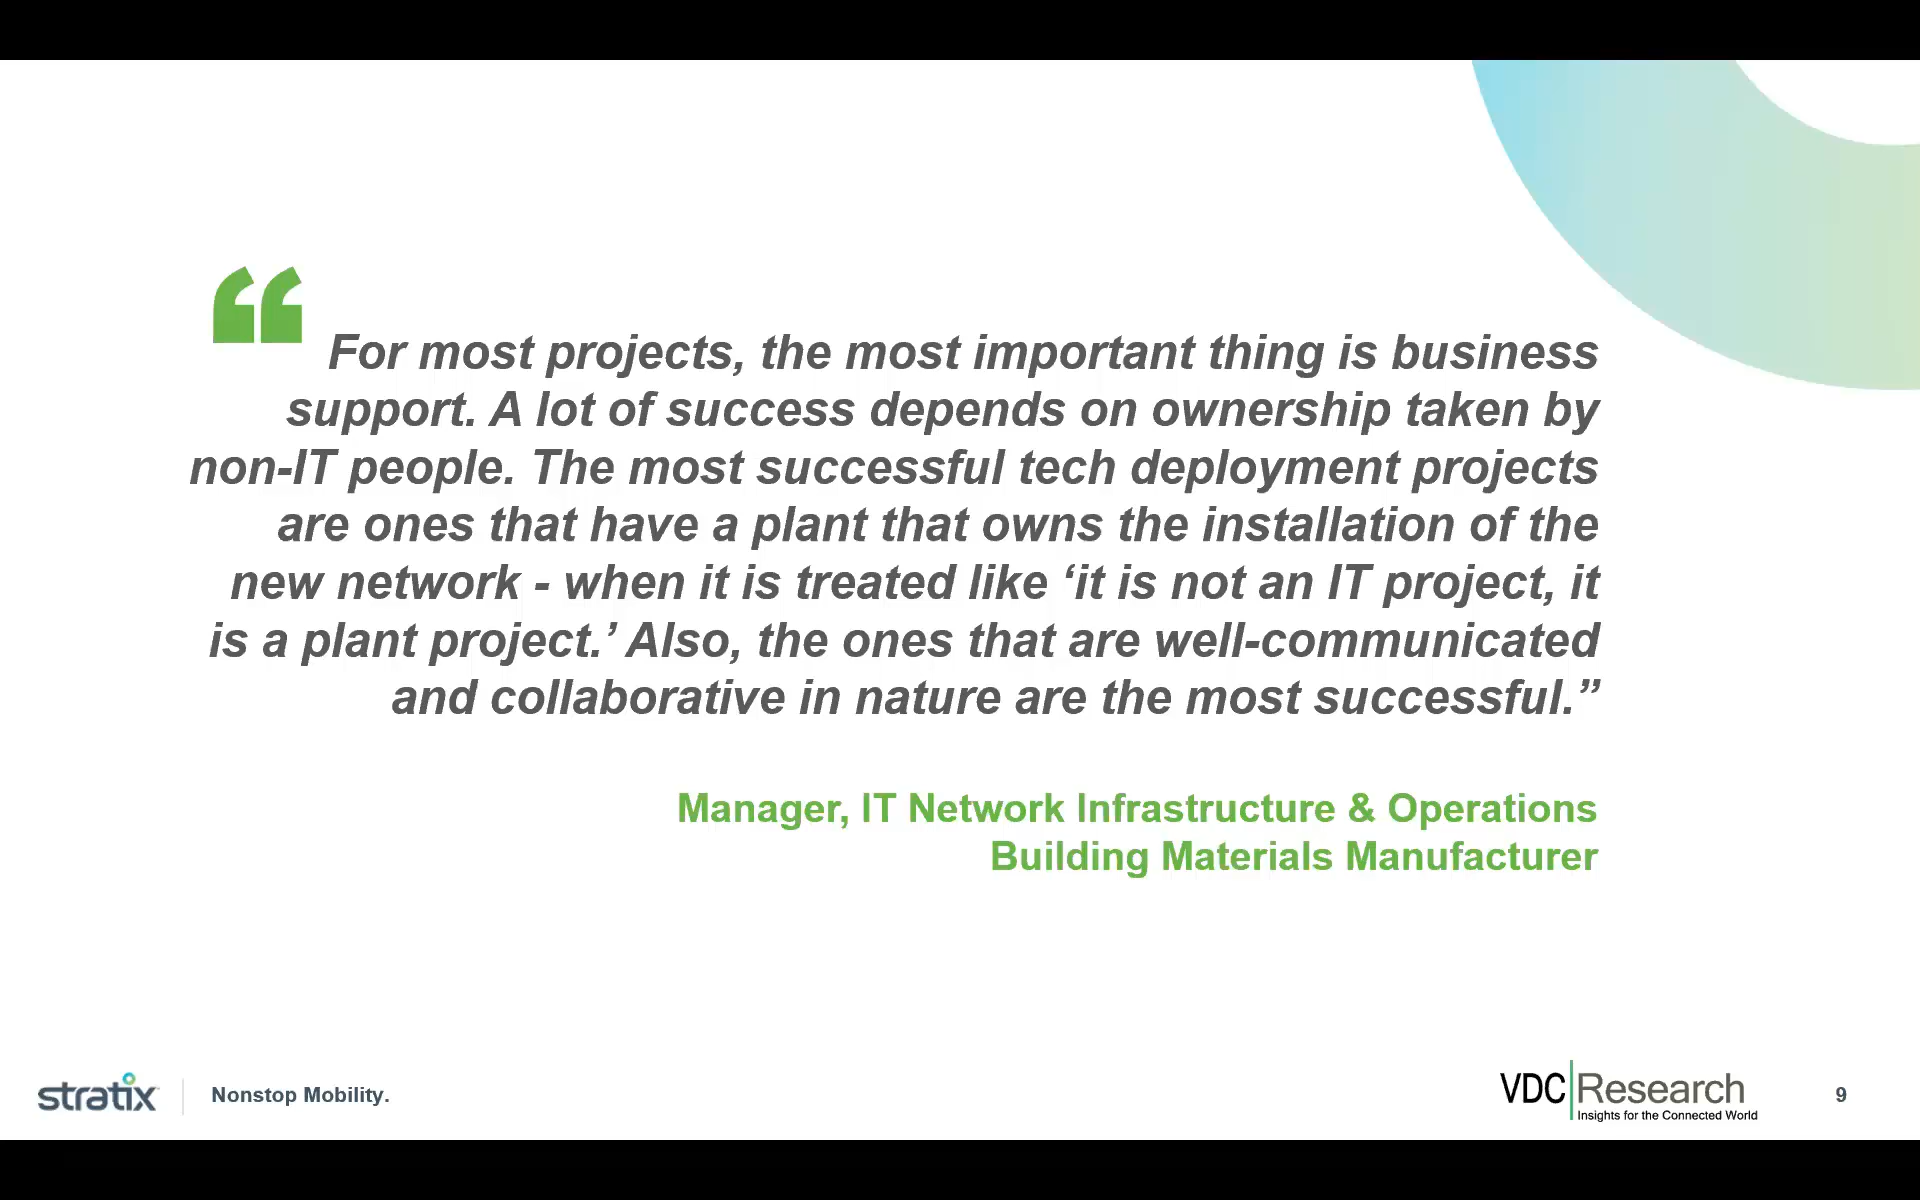 “
For most projects, the most important thing is business
support. A lot of success depends on ownership taken by
non-IT people. The most successful tech deployment projects
are ones that have a plant that owns the installation of the
new network - when it is treated like ‘it is not an IT project, it
is a plant project.’ Also, the ones that are well-communicated
and collaborative in nature are the most successful.”
Manager, IT Network Infrastructure & Operations
Building Materials Manufacturer
stratix
Nonstop Mobility.
VDC Research
Insights for the Connected World
9